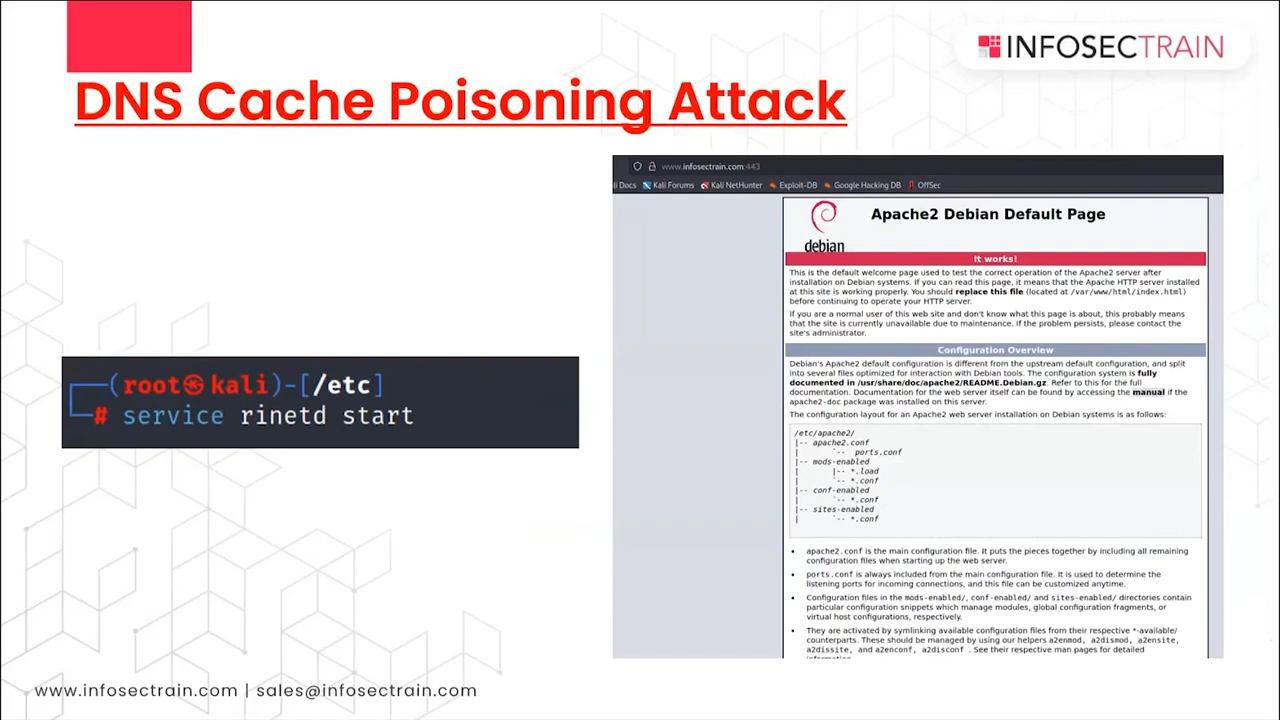 INFOSECTRAIN
DNS Cache Poisoning Attack
(root㉿kali)-[/etc]
# service rinetd start
www.infosectrain.com:443
li Docs Kali Forums Kali NetHunter Exploit-DB Google Hacking DB OffSec
debian
Apache2 Debian Default Page
It works!
This is the default welcome page used to test the correct operation of the Apache2 server after
installation on Debian systems. If you can read this page, it means that the Apache HTTP server installed
at this site is working properly. You should replace this file (located at /var/www/html/index.html)
before continuing to operate your HTTP server.
If you are a normal user of this web site and don't know what this page is about, this probably means
that the site is currently unavailable due to maintenance. If the problem persists, please contact the
site's administrator.
Configuration Overview
Debian's Apache2 default configuration is different from the upstream default configuration, and split
into several files optimized for interaction with Debian tools. The configuration system is fully
documented in /usr/share/doc/apache2/README.Debian.gz. Refer to this for the full
documentation. Documentation for the web server itself can be found by accessing the manual if the
apache2-doc package was installed on this server.
The configuration layout for an Apache2 web server installation on Debian systems is as follows:
/etc/apache2/
|-- apache2.conf
|       `-- ports.conf
|-- mods-enabled
|       |-- *.load
|       `-- *.conf
|-- conf-enabled
|       `-- *.conf
|-- sites-enabled
|       `-- *.conf
• apache2.conf is the main configuration file. It puts the pieces together by including all remaining
configuration files when starting up the web server.
• ports.conf is always included from the main configuration file. It is used to determine the
listening ports for incoming connections, and this file can be customized anytime.
• Configuration files in the mods-enabled/, conf-enabled/ and sites-enabled/ directories contain
particular configuration snippets which manage modules, global configuration fragments, or
virtual host configurations, respectively.
• They are activated by symlinking available configuration files from their respective *-available/
counterparts. These should be managed by using our helpers a2enmod, a2dismod, a2ensite,
a2dissite, and a2enconf, a2disconf . See their respective man pages for detailed
information.
www.infosectrain.com | sales@infosectrain.com